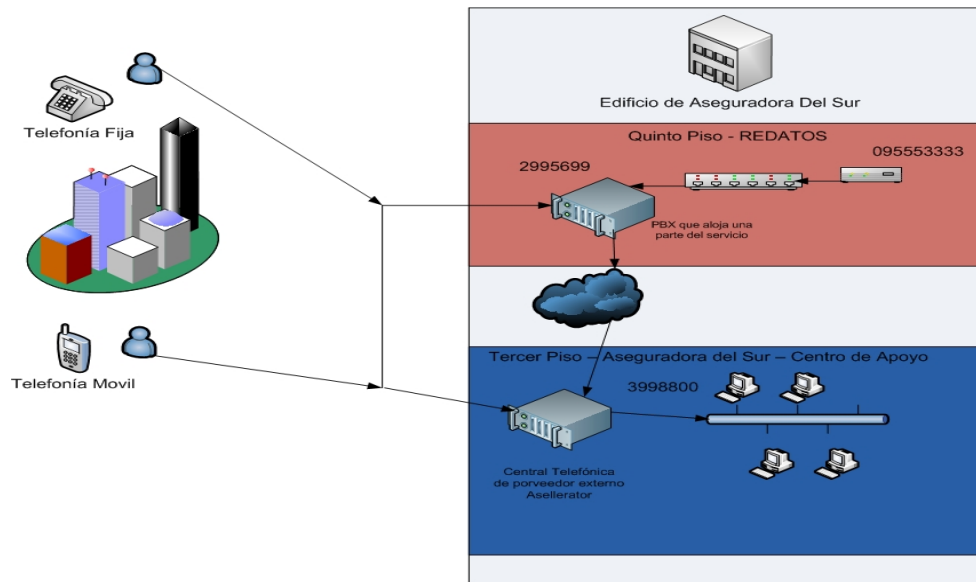 Edificio de Aseguradora Del Sur
Telefonía Fija
Quinto Piso - REDATOS
2995699
095553333
PBX que aloja una
parte del servicio
Telefonía Movil
Tercer Piso – Aseguradora del Sur – Centro de Apoyo
3998800
Central Telefónica
de porveedor externo
Asellerator